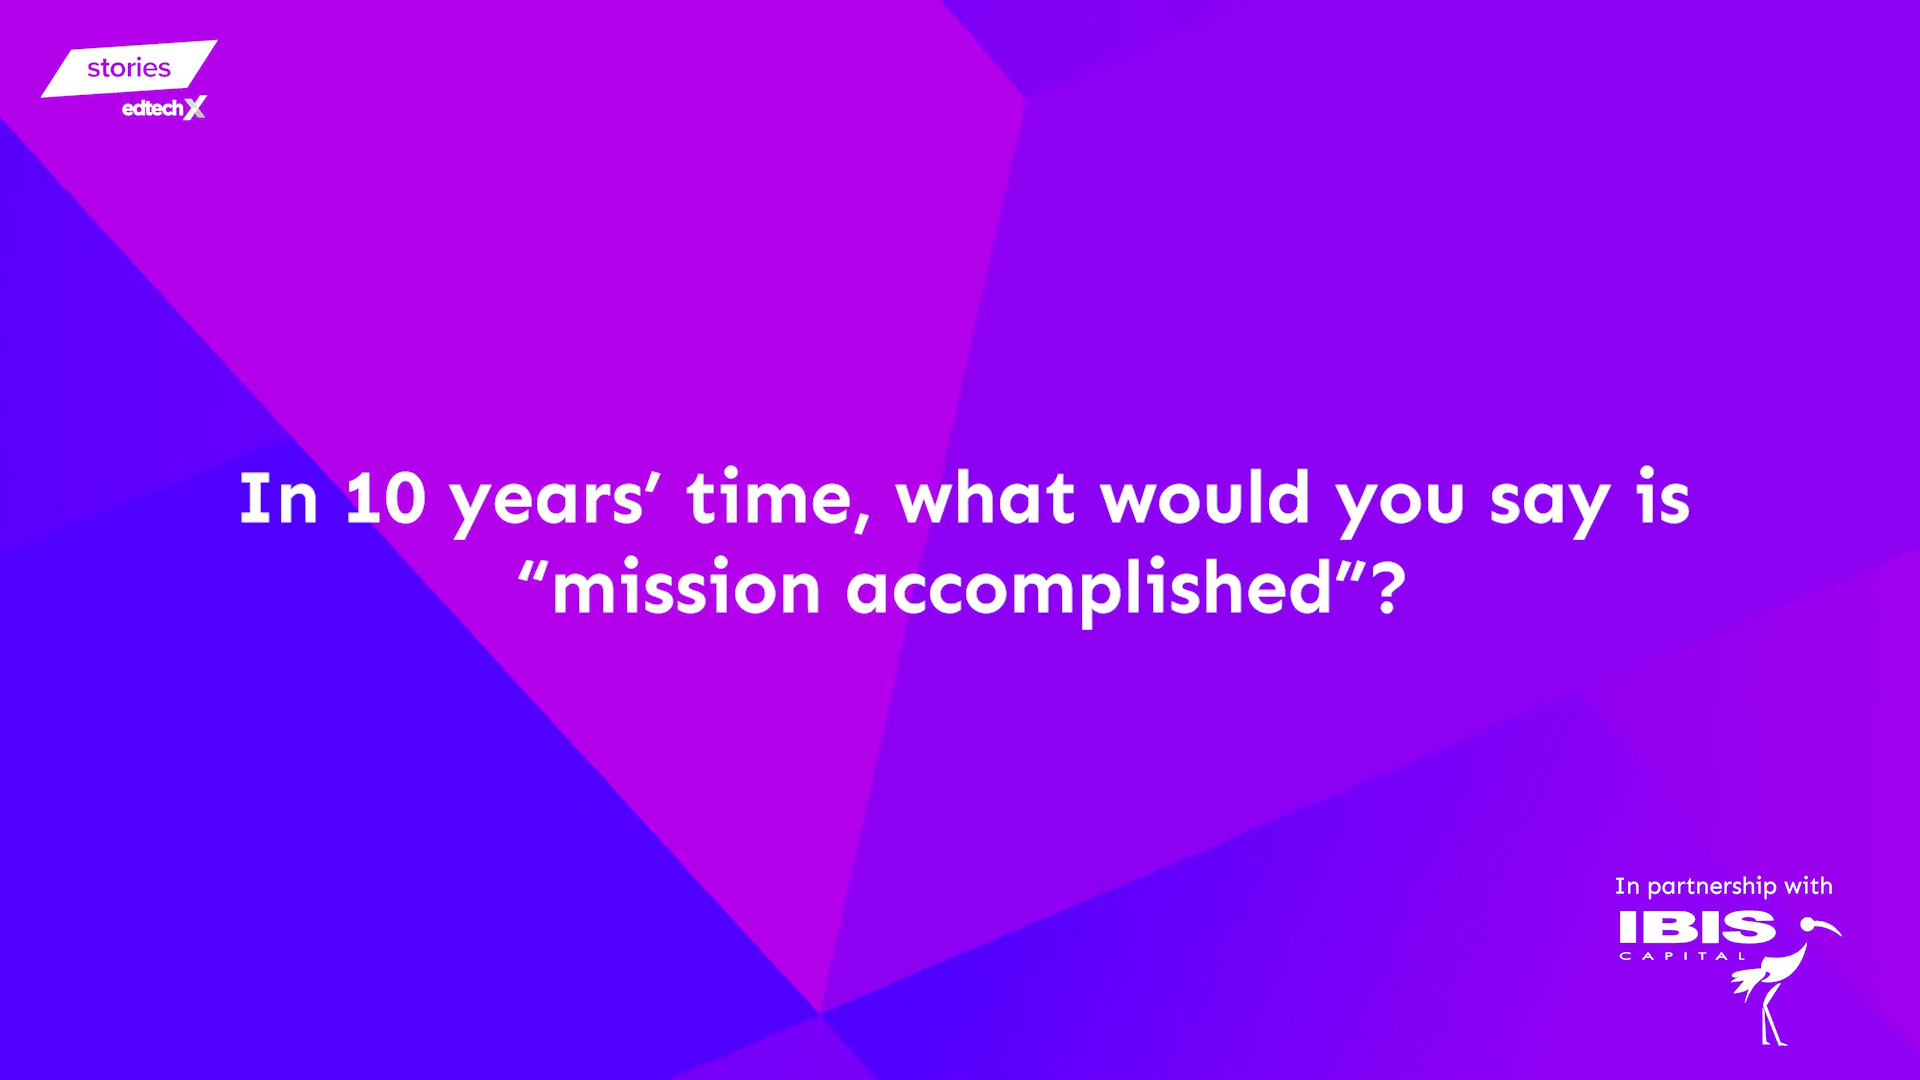 stories
edtechX
In 10 years’ time, what would you say is
“mission accomplished”?
In partnership with
IBIS
CAPITAL